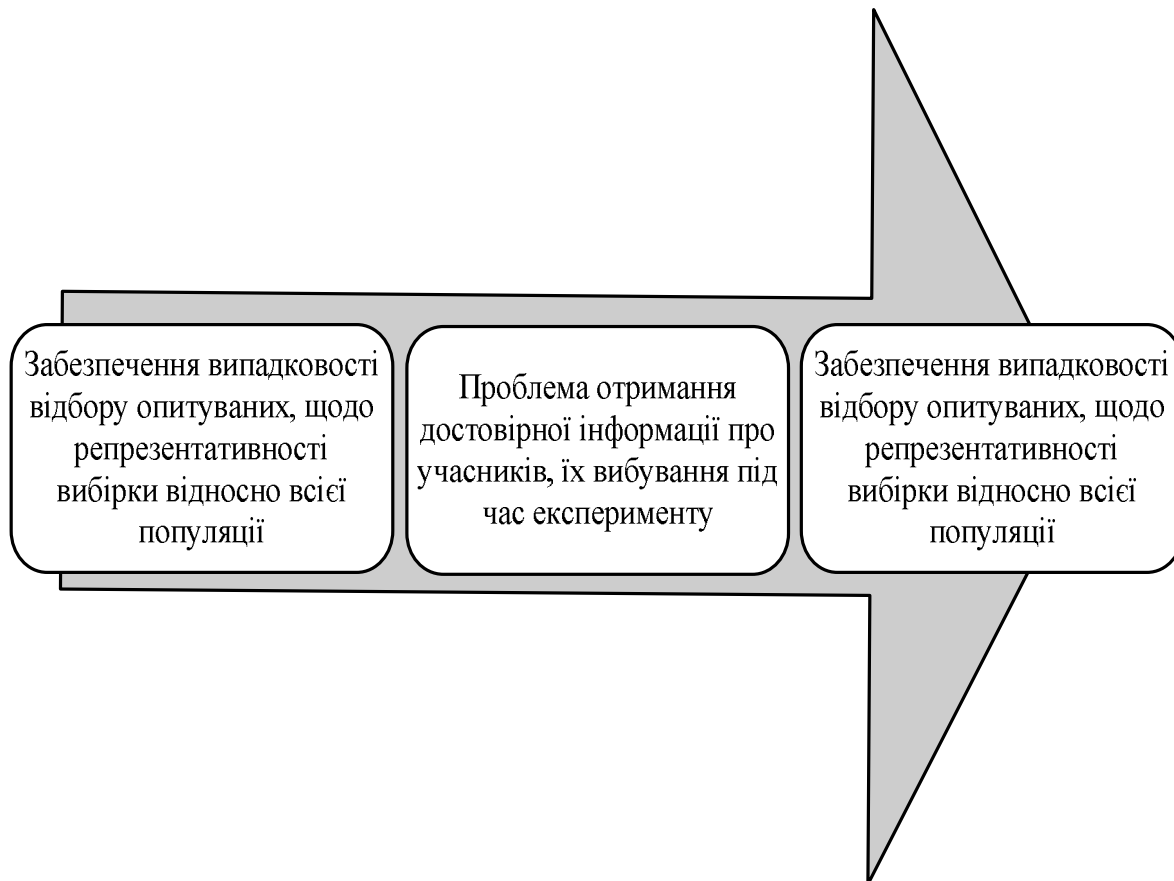 Забезпечення випадковості
відбору опитуваних, щодо
репрезентативності
вибірки відносно всієї
популяції
Проблема отримання
достовірної інформації про
учасників, їх вибування під
час експерименту
Забезпечення випадковості
відбору опитуваних, щодо
репрезентативності
вибірки відносно всієї
популяції